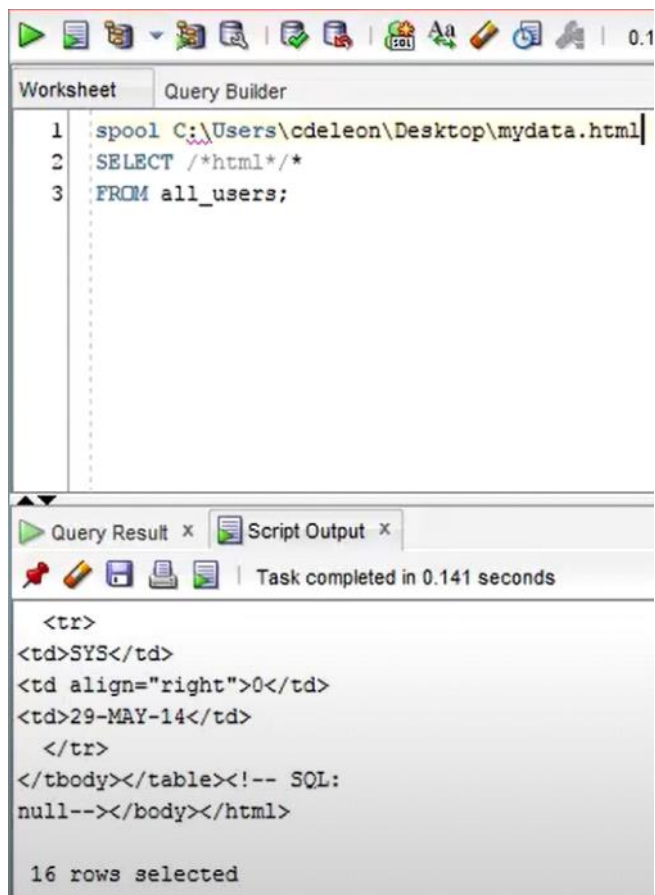 SQL Aa 0.1
Worksheet Query Builder
1 spool C:\Users\cdeleon\Desktop\mydata.html
2 SELECT /*html*/*
3 FROM all_users;
Query Result x Script Output x
Task completed in 0.141 seconds
<tr>
<td>SYS</td>
<td align="right">0</td>
<td>29-MAY-14</td>
</tr>
</tbody></table><!-- SQL:
null--></body></html>
16 rows selected